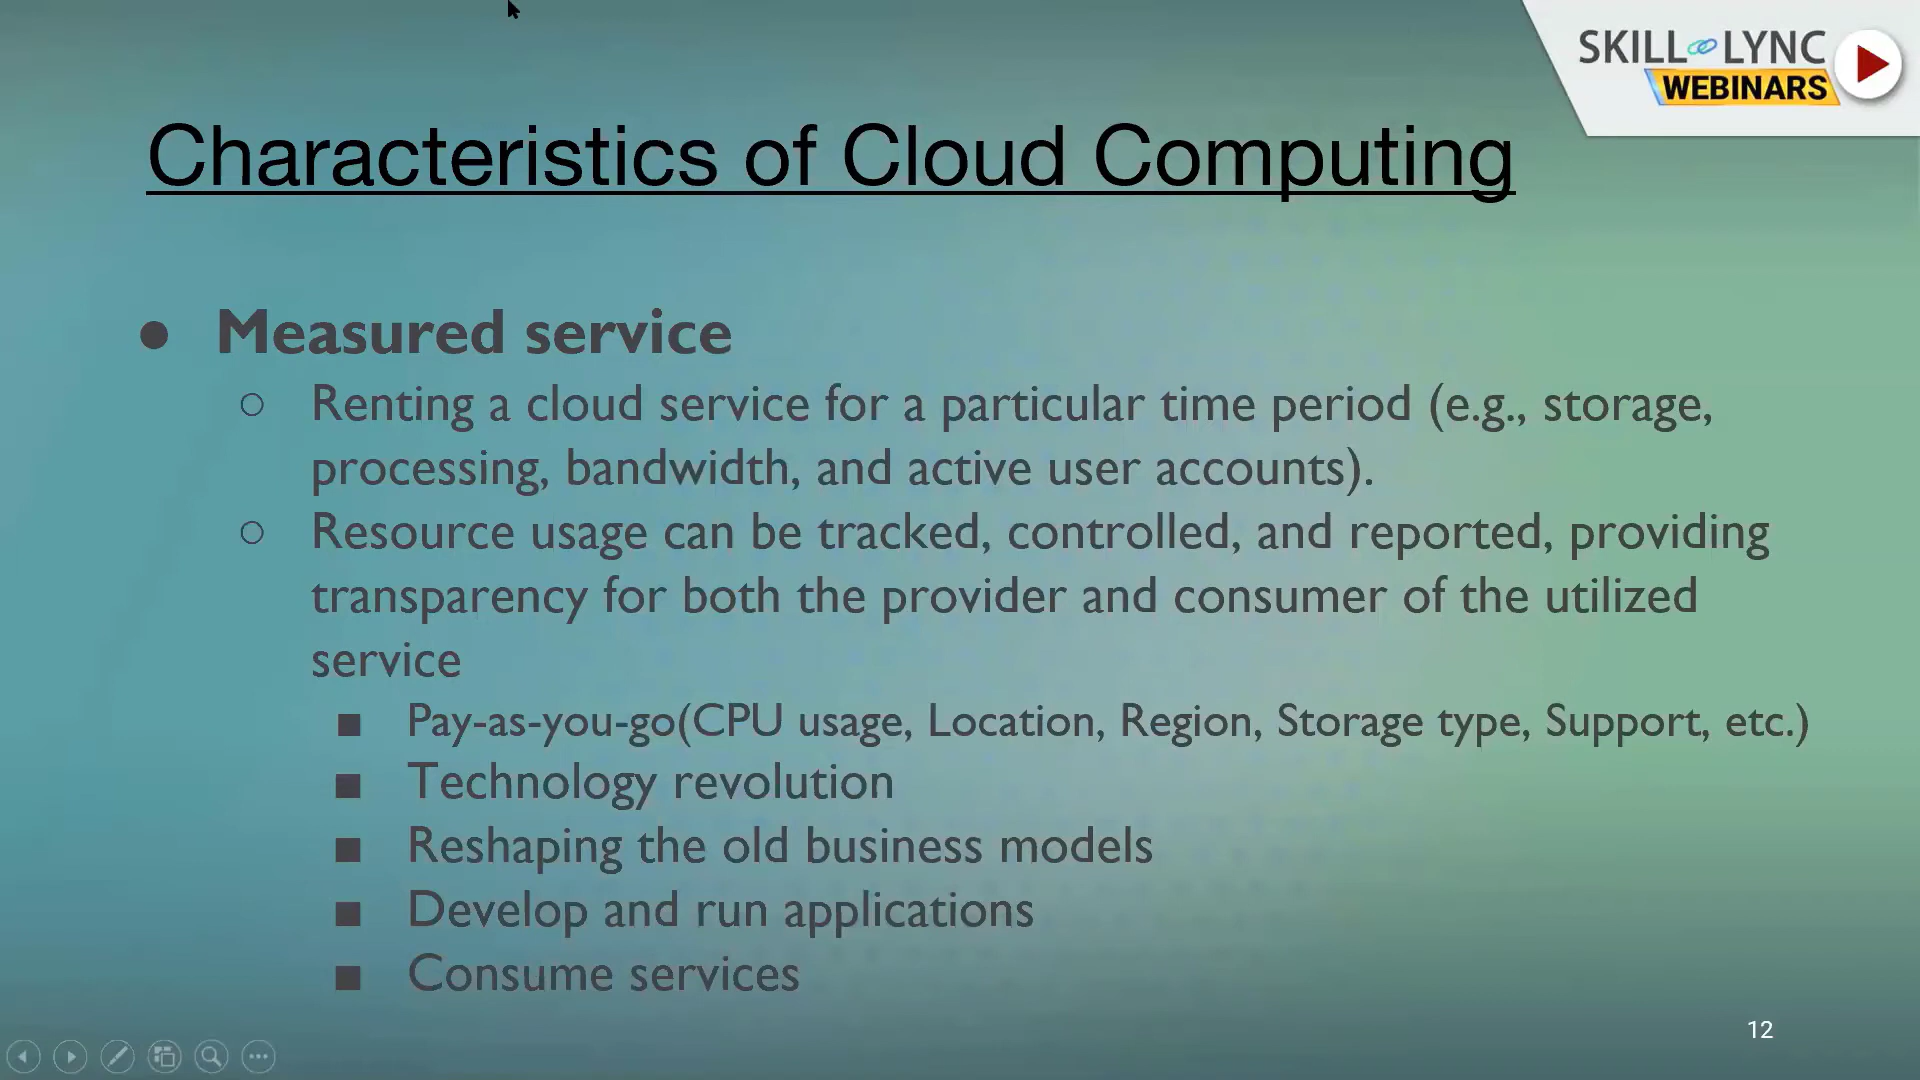 SKILL LYNC
WEBINARS
Characteristics of Cloud Computing
● Measured service
○ Renting a cloud service for a particular time period (e.g., storage,
processing, bandwidth, and active user accounts).
○ Resource usage can be tracked, controlled, and reported, providing
transparency for both the provider and consumer of the utilized
service
■ Pay-as-you-go(CPU usage, Location, Region, Storage type, Support, etc.)
■ Technology revolution
■ Reshaping the old business models
■ Develop and run applications
■ Consume services
12